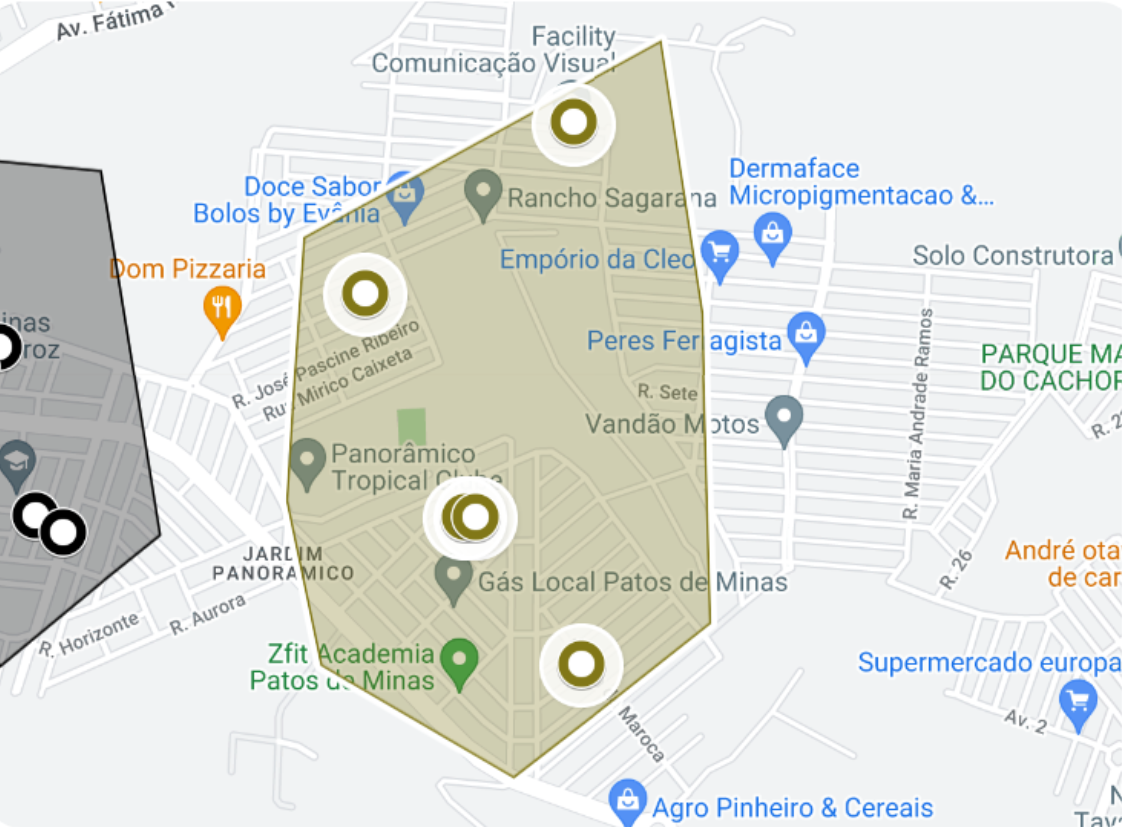 Av. Fátima
Facility
Comunicação Visual
Dermaface
Micropigmentacao &...
Doce Sabor
Bolos by Evânia
Rancho Sagarana
Empório da Cleo
Solo Construtora
Dom Pizzaria
inas
roz
Peres Ferragista
R. José Pascine Ribeiro
Rua Mirico Caixeta
R. Maria Andrade Ramos
PARQUE MA
DO CACHOR
R. Sete
Vandão Motos
R. 2
Panorâmico
Tropical Clube
JARDIM
PANORÂMICO
Gás Local Patos de Minas
R. 26
André ota
de car
R. Aurora
R. Horizonte
Zfit Academia
Patos de Minas
Supermercado europa
Av. 2
Maroca
Agro Pinheiro & Cereais
N
Tava